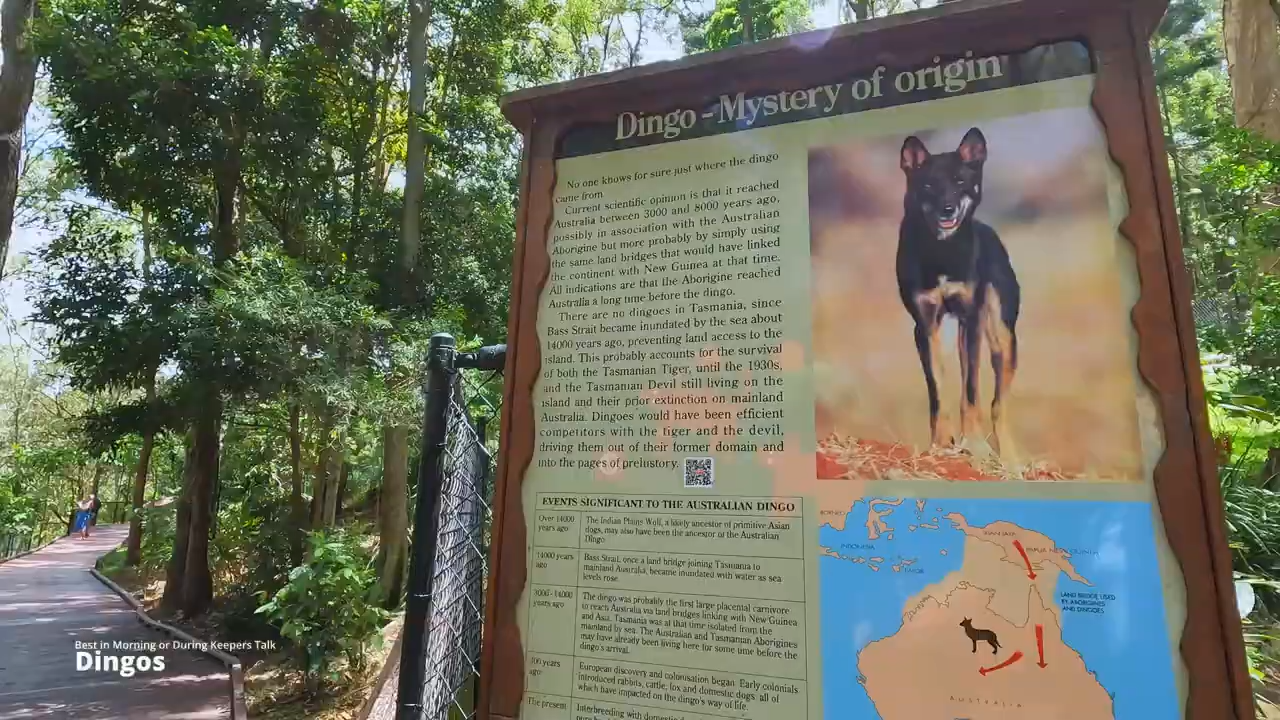 Dingo - Mystery of origin
No one knows for sure just where the dingo
came from.
Current scientific opinion is that it reached
Australia between 3000 and 8000 years ago,
possibly in association with the Australian
Aborigine but more probably by simply using
the same land bridges that would have linked
the continent with New Guinea at that time.
All indications are that the Aborigine reached
Australia a long time before the dingo.
There are no dingoes in Tasmania, since
Bass Strait became inundated by the sea about
14000 years ago, preventing land access to the
island. This probably accounts for the survival
of both the Tasmanian Tiger, until the 1930s,
and the Tasmanian Devil still living on the
island and their prior extinction on mainland
Australia. Dingoes would have been efficient
competitors with the tiger and the devil,
driving them out of their former domain and
into the pages of prehistory.
EVENTS SIGNIFICANT TO THE AUSTRALIAN DINGO
Over 14000
years ago
The Indian Plains Wolf, a likely ancestor of primitive Asian
dogs, may also have been the ancestor of the Australian
Dingo
14000 years
ago
Bass Strait, once a land bridge joining Tasmania to
mainland Australia, became inundated with water as sea
levels rose.
years ago
The dingo was probably the first large placental carnivore
to reach Australia via land bridges linking with New Guinea
and Asia. Tasmania was at that time isolated from the
mainland by sea. The Australian and Tasmanian Aborigines
may have already been living here for some time before the
dingo's arrival.
years
ago
European discovery and colonisation began. Early colonials
introduced rabbits, cattle, fox and domestic dogs, all of
which have impacted on the dingo's way of life.
The present
Interbreeding with
BORNEO
INDONESIA
TIMOR
IRIAN JAYA
PAPUA NEW GUINEA
LAND BRIDGE USED
BY ABORIGINES
AND DINGOES
AUSTRALIA
Best in Morning or During Keepers Talk
Dingos